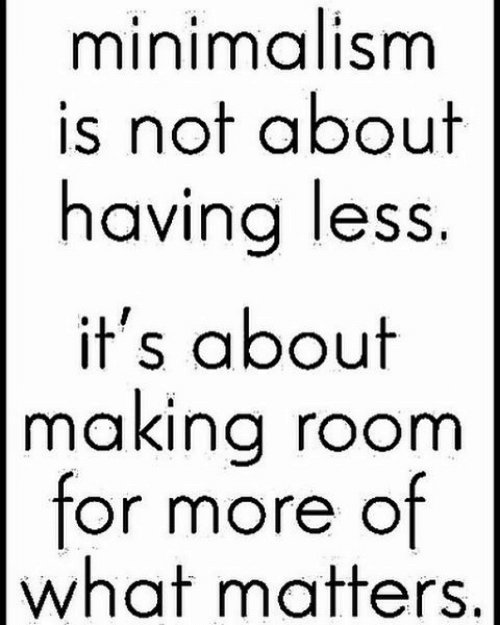 minimalism
is not about
having less.
it's about
making room
for more of
what matters.